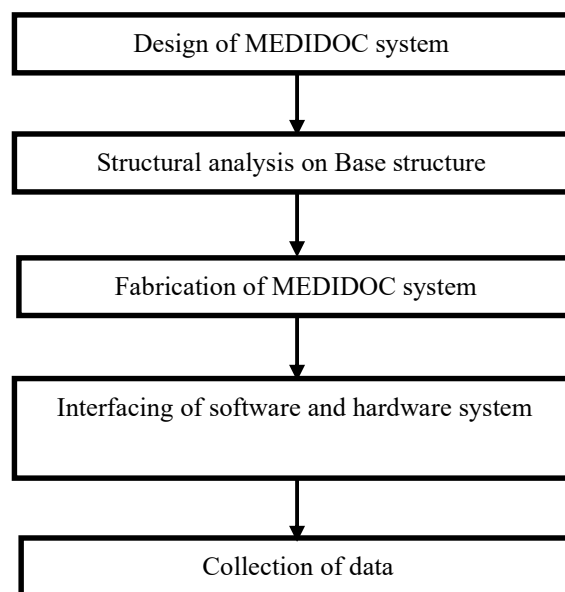 Design of MEDIDOC system
Structural analysis on Base structure
Fabrication of MEDIDOC system
Interfacing of software and hardware system
Collection of data